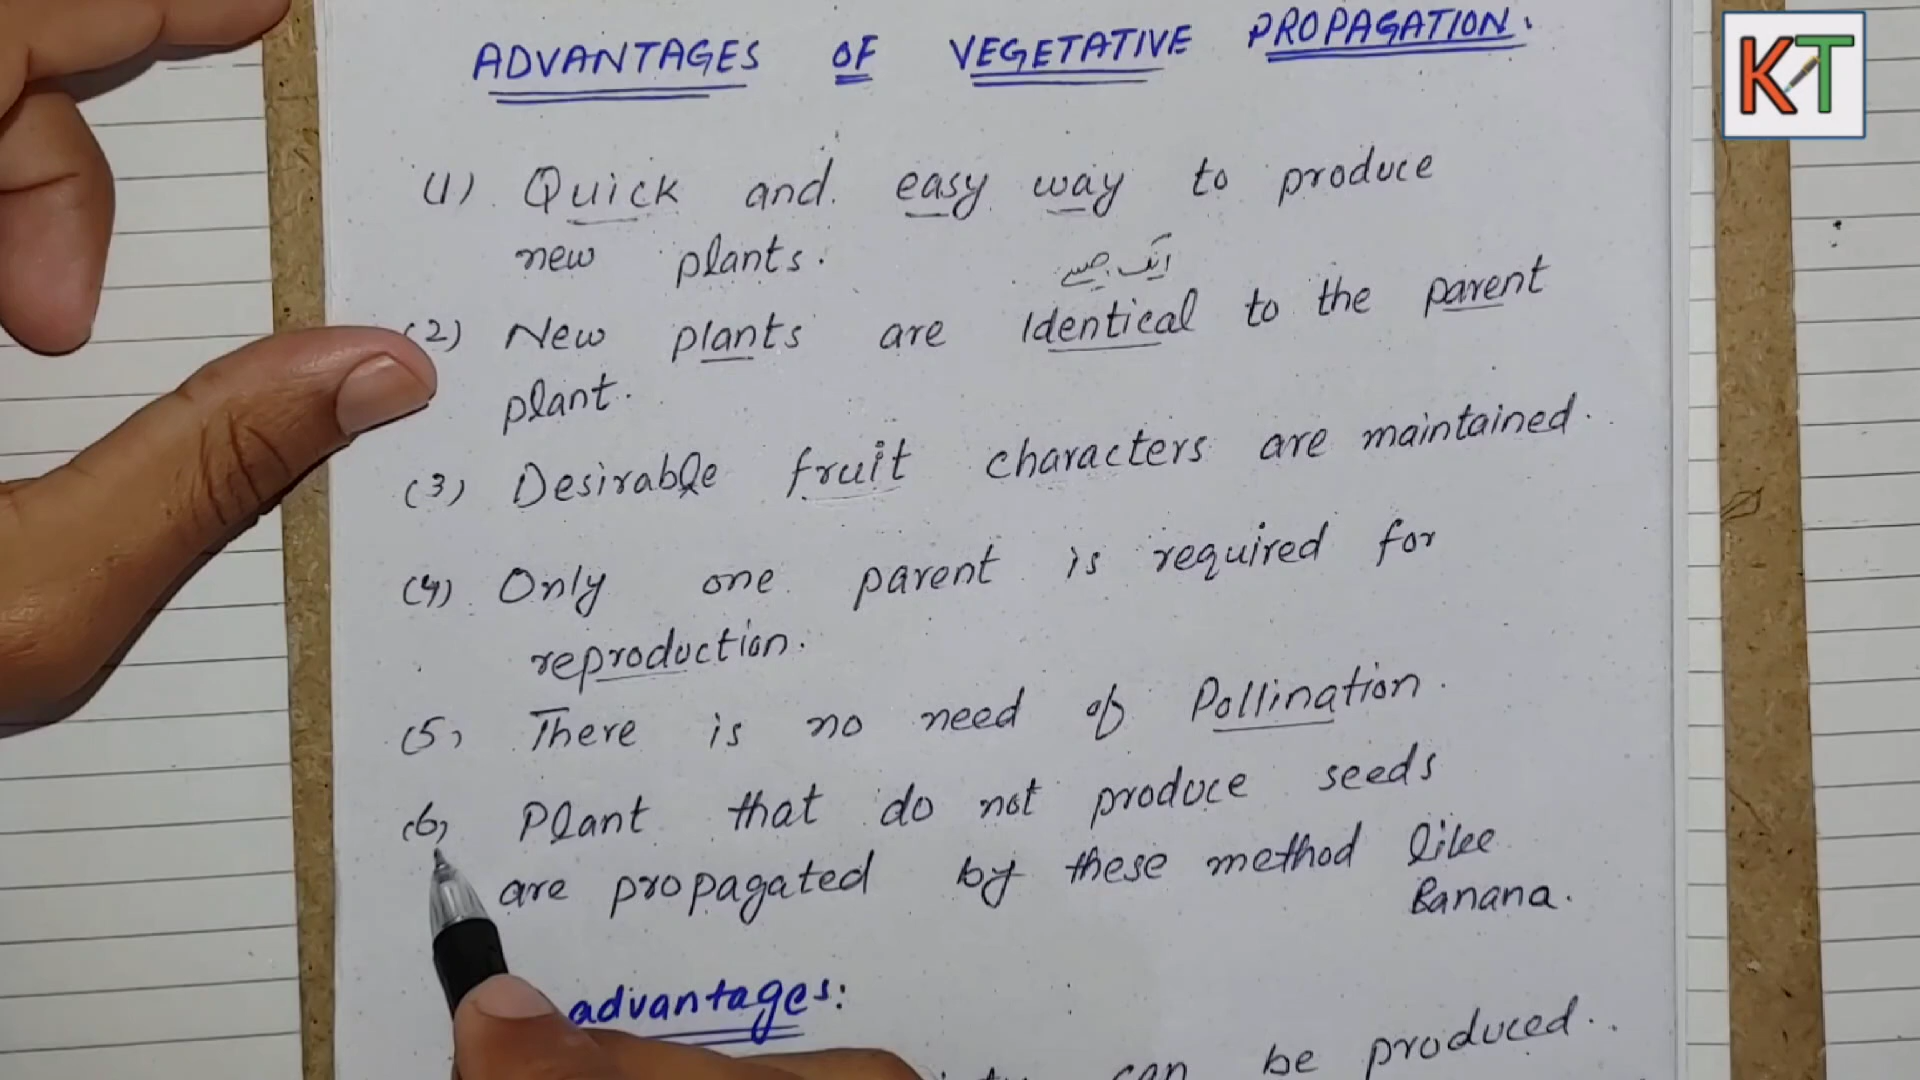 ADVANTAGES OF VEGETATIVE PROPAGATION.
KT
(1) Quick and easy way to produce
new plants.
ایک جیسے
(2) New plants are Identical to the parent
plant.
(3) Desirable fruit characters are maintained.
(4) Only one parent is required for
reproduction.
(5) There is no need of Pollination.
(6) Plant that do not produce seeds
are propagated by these method like
Banana.
advantages:
can be produced.